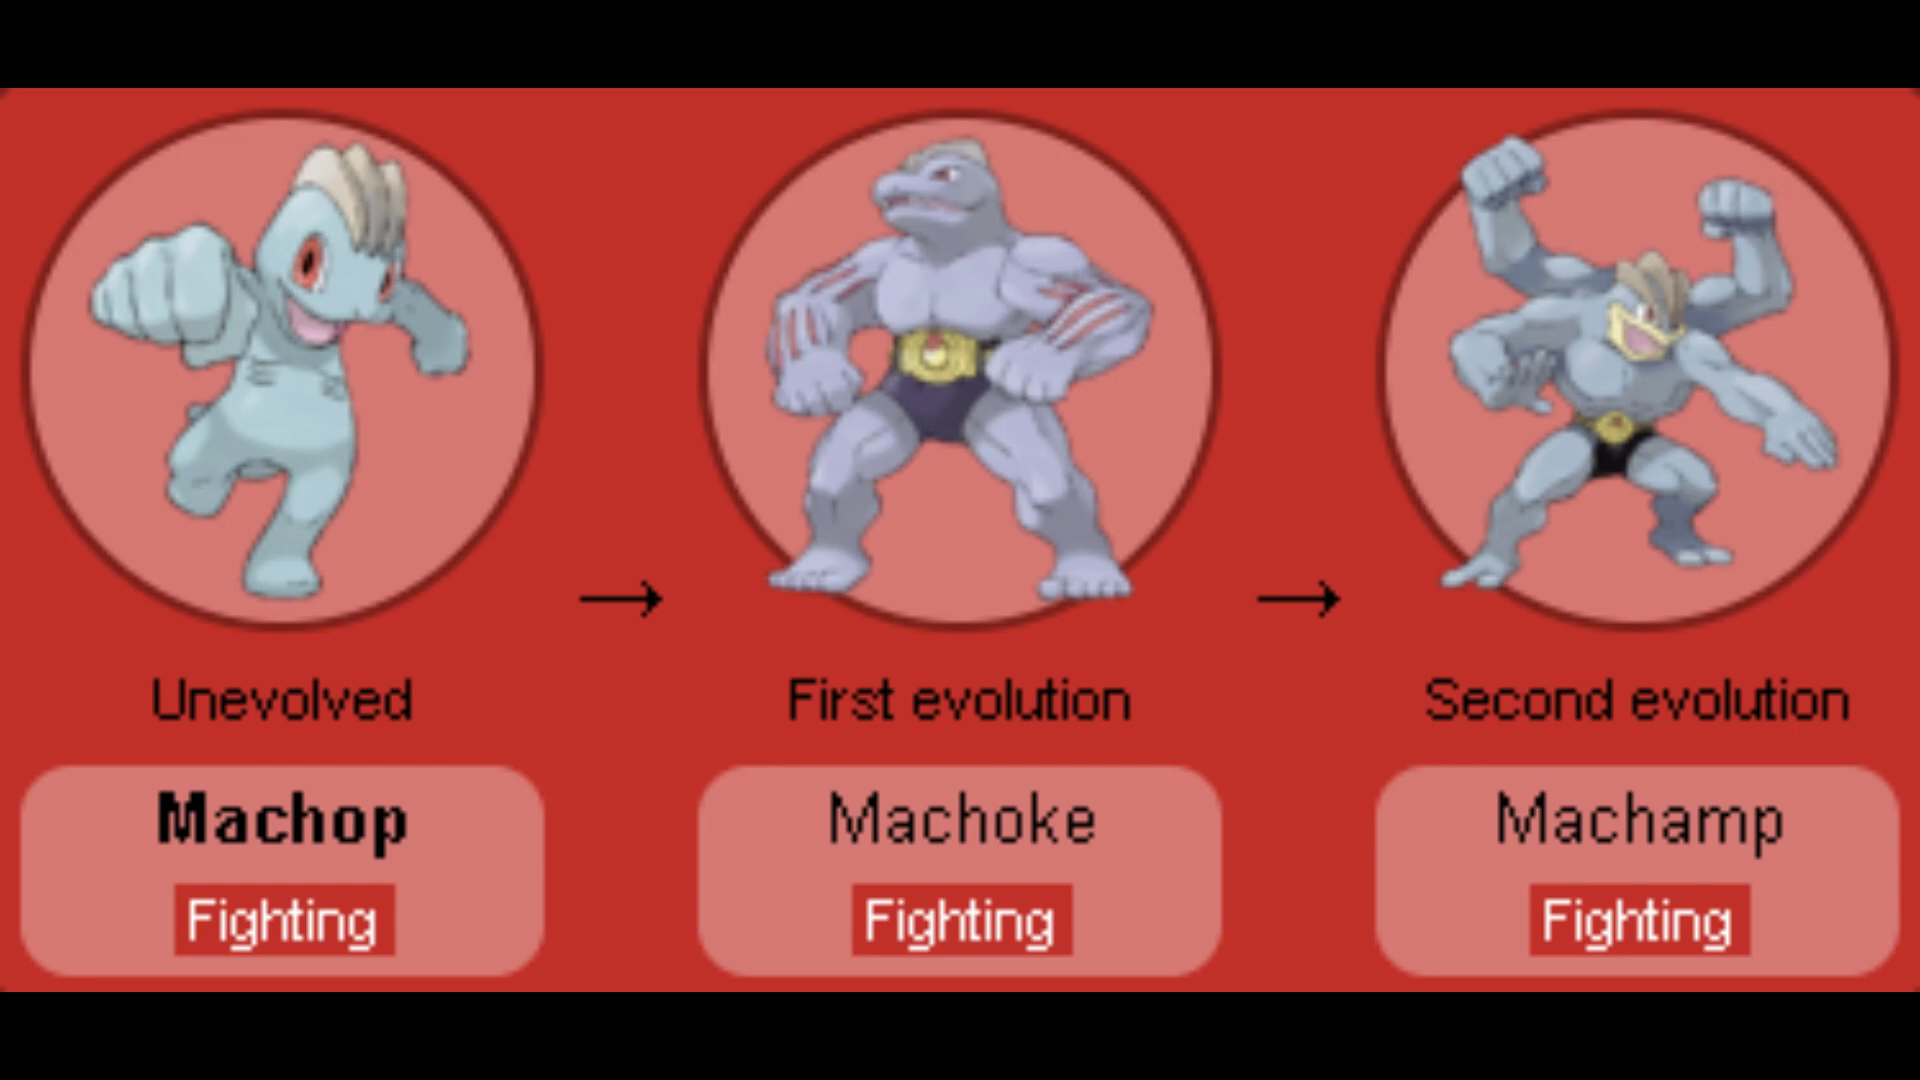 Unevolved
First evolution
Second evolution
Machop
Machoke
Machamp
Fighting
Fighting
Fighting